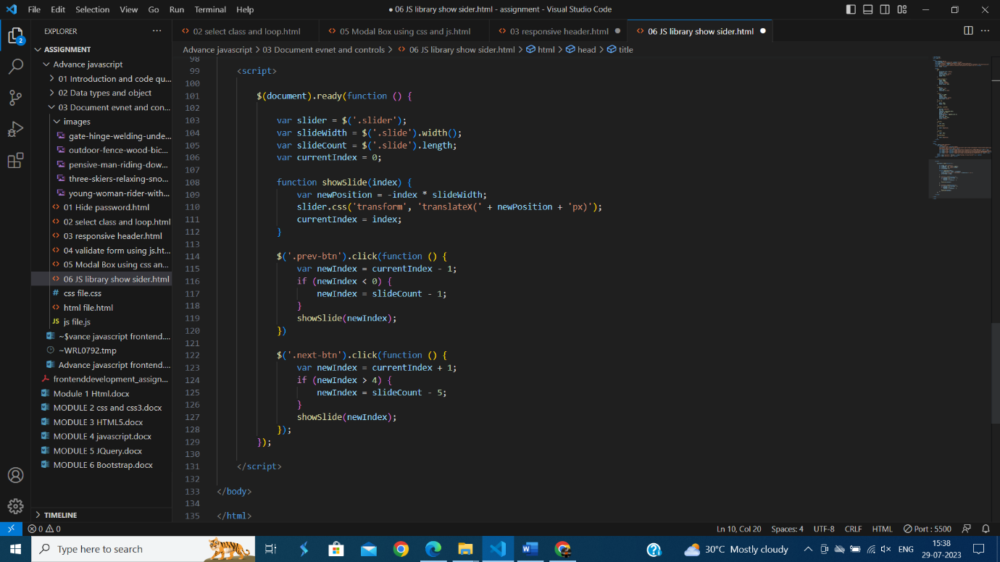 File Edit Selection View Go Run Terminal Help
● 06 JS library show sider.html - assignment - Visual Studio Code
EXPLORER
02 select class and loop.html
05 Modal Box using css and js.html
03 responsive header.html
06 JS library show sider.html
ASSIGNMENT
Advance javascript > 03 Document evnet and controls > 06 JS library show sider.html > html > head > title
2
Advance javascript
01 Introduction and code qu...
02 Data types and object
03 Document evnet and con...
images
gate-hinge-welding-unde...
outdoor-fence-wood-bic...
pensive-man-riding-dow...
three-skiers-relaxing-sno...
young-woman-rider-with...
01 Hide password.html
02 select class and loop.html
03 responsive header.html
04 validate form using js.ht...
05 Modal Box using css an...
06 JS library show sider.html
# css file.css
html file.html
JS js file.js
~$vance javascript frontend....
~WRL0792.tmp
Advance javascript frontend....
frontenddevelopment_assign...
Module 1 Html.docx
MODULE 2 css and css3.docx
MODULE 3 HTML5.docx
MODULE 4 javascript.docx
MODULE 5 JQuery.docx
MODULE 6 Bootstrap.docx
TIMELINE
98
99 <script>
100
101 $(document).ready(function () {
102
103 var slider = $('.slider');
104 var slideWidth = $('.slide').width();
105 var slideCount = $('.slide').length;
106 var currentIndex = 0;
107
108 function showSlide(index) {
109 var newPosition = -index * slideWidth;
110 slider.css('transform', 'translateX(' + newPosition + 'px)');
111 currentIndex = index;
112 }
113
114 $('.prev-btn').click(function () {
115 var newIndex = currentIndex - 1;
116 if (newIndex < 0) {
117 newIndex = slideCount - 1;
118 }
119 showSlide(newIndex);
120 })
121
122 $('.next-btn').click(function () {
123 var newIndex = currentIndex + 1;
124 if (newIndex > 4) {
125 newIndex = slideCount - 5;
126 }
127 showSlide(newIndex);
128 });
129 });
130
131 </script>
132
133 </body>
134
135 </html>
0 0
Ln 10, Col 20 Spaces: 4 UTF-8 CRLF HTML Port : 5500
Type here to search
30°C Mostly cloudy
ENG
15:38
29-07-2023